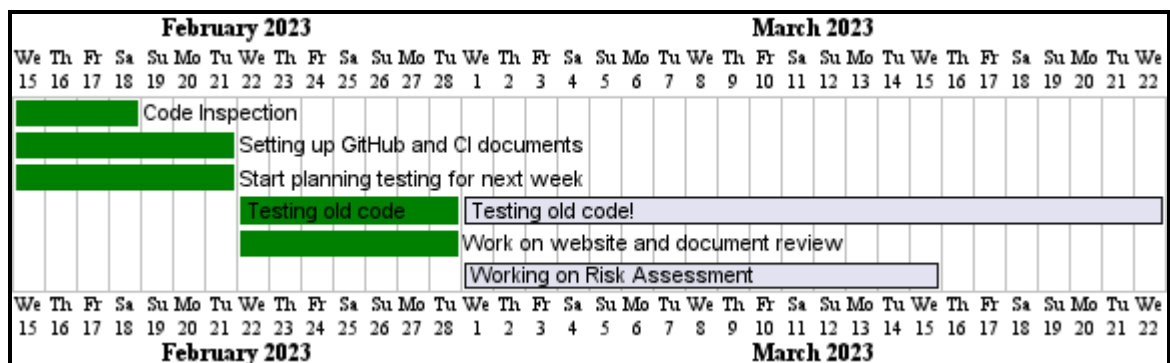 February 2023 March 2023
We Th Fr Sa Su Mo Tu We Th Fr Sa Su Mo Tu We Th Fr Sa Su Mo Tu We Th Fr Sa Su Mo Tu We Th Fr Sa Su Mo Tu We
15 16 17 18 19 20 21 22 23 24 25 26 27 28 1 2 3 4 5 6 7 8 9 10 11 12 13 14 15 16 17 18 19 20 21 22
Code Inspection
Setting up GitHub and CI documents
Start planning testing for next week
Testing old code Testing old code!
Work on website and document review
Working on Risk Assessment
We Th Fr Sa Su Mo Tu We Th Fr Sa Su Mo Tu We Th Fr Sa Su Mo Tu We Th Fr Sa Su Mo Tu We Th Fr Sa Su Mo Tu We
15 16 17 18 19 20 21 22 23 24 25 26 27 28 1 2 3 4 5 6 7 8 9 10 11 12 13 14 15 16 17 18 19 20 21 22
February 2023 March 2023